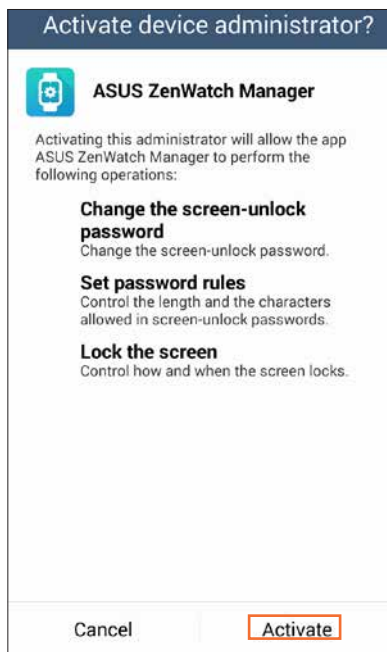 Activate device administrator?
ASUS ZenWatch Manager
Activating this administrator will allow the app
ASUS ZenWatch Manager to perform the
following operations:
Change the screen-unlock
password
Change the screen-unlock password.
Set password rules
Control the length and the characters
allowed in screen-unlock passwords.
Lock the screen
Control how and when the screen locks.
Cancel
Activate